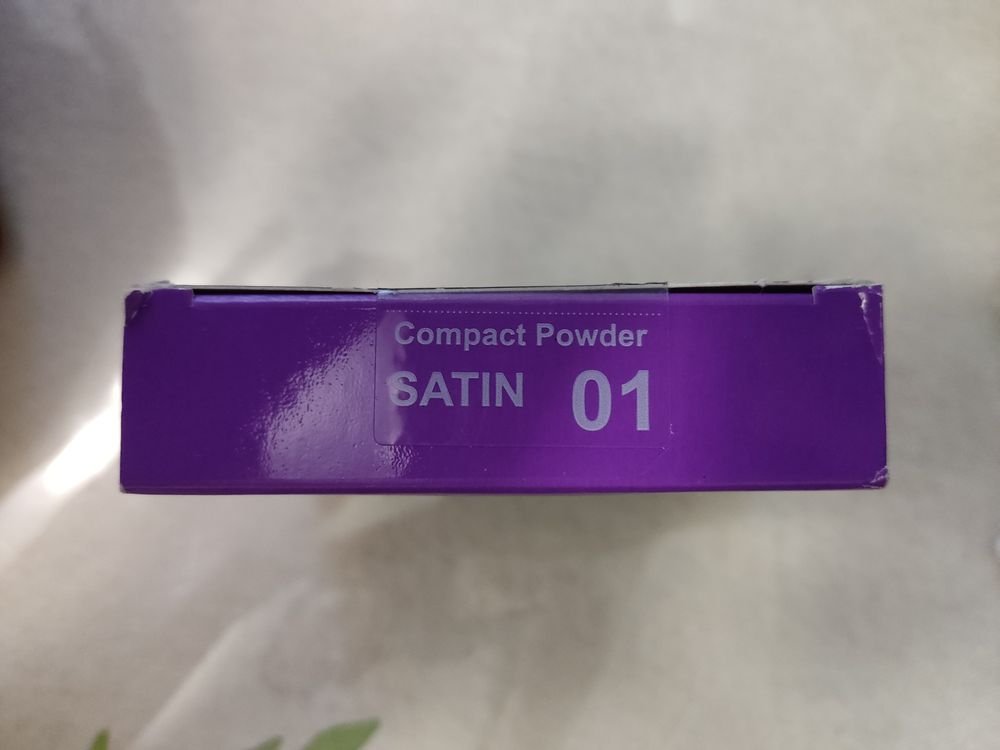 Compact Powder
SATIN 01